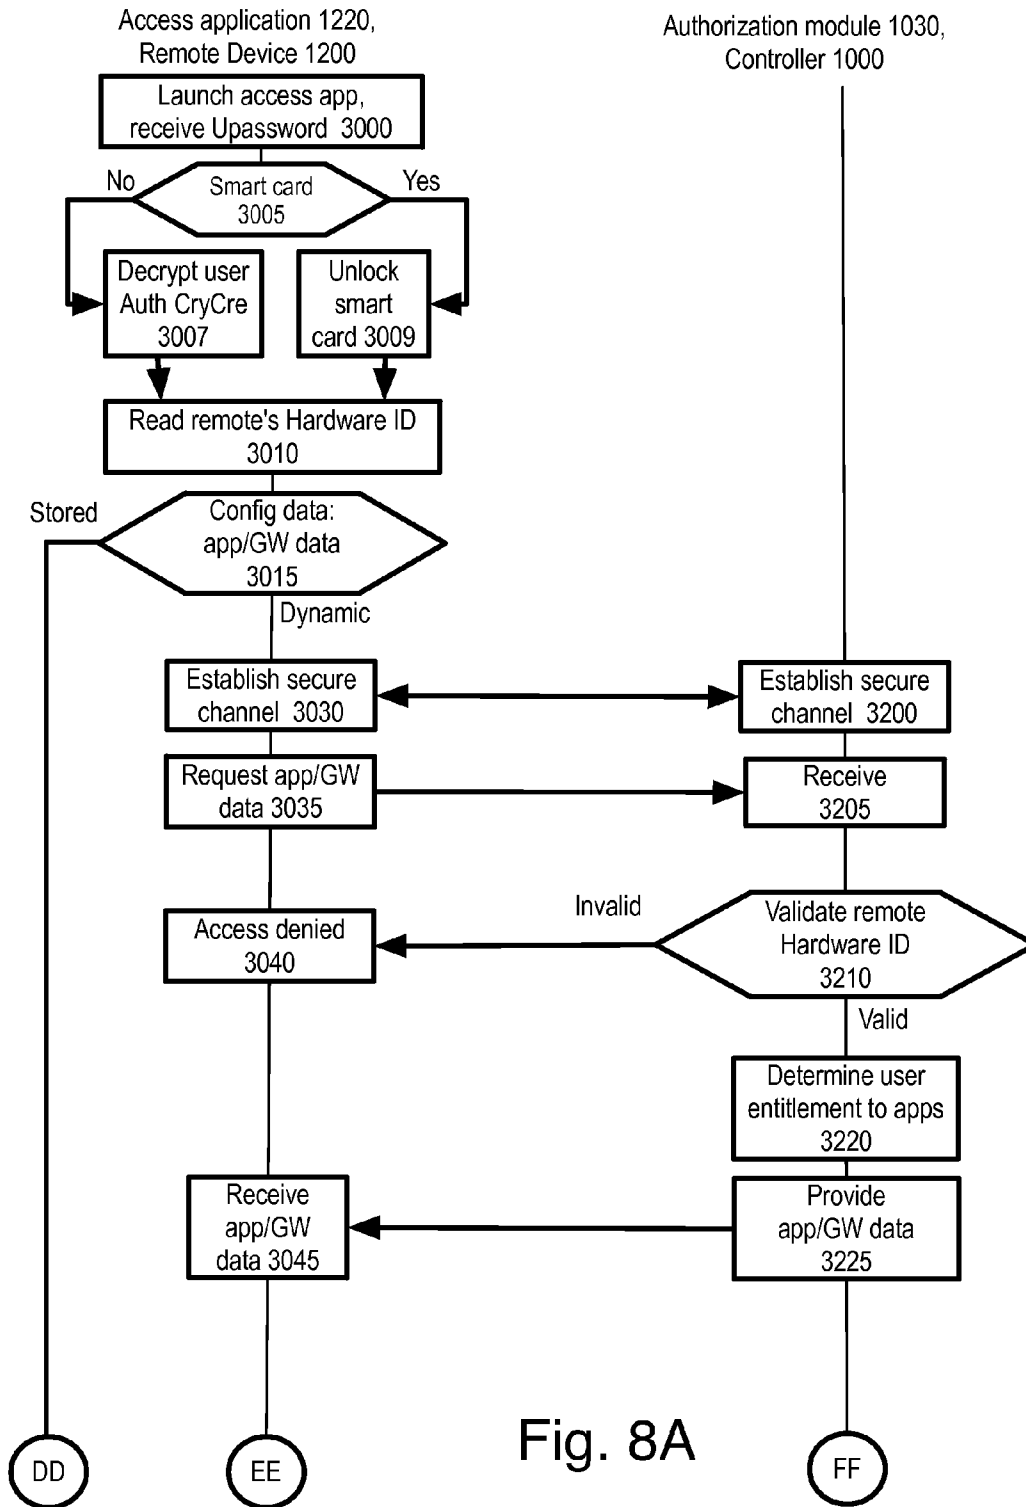 Access application 1220,
Remote Device 1200
Authorization module 1030,
Controller 1000
Launch access app,
receive Upassword 3000
No
Smart card
3005
Yes
Decrypt user
Auth CryCre
3007
Unlock
smart
card 3009
Read remote's Hardware ID
3010
Stored
Config data:
app/GW data
3015
Dynamic
Establish secure
channel 3030
Establish secure
channel 3200
Request app/GW
data 3035
Receive
3205
Invalid
Validate remote
Hardware ID
3210
Access denied
3040
Valid
Determine user
entitlement to apps
3220
Receive
app/GW
data 3045
Provide
app/GW data
3225
Fig. 8A
DD
EE
FF